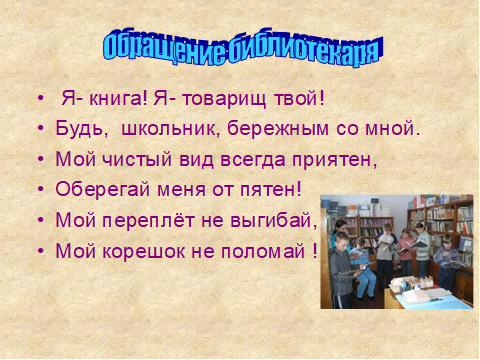 Обращение библиотекаря
Я- книга! Я- товарищ твой!
Будь, школьник, бережным со мной.
Мой чистый вид всегда приятен,
Оберегай меня от пятен!
Мой переплёт не выгибай,
Мой корешок не поломай !